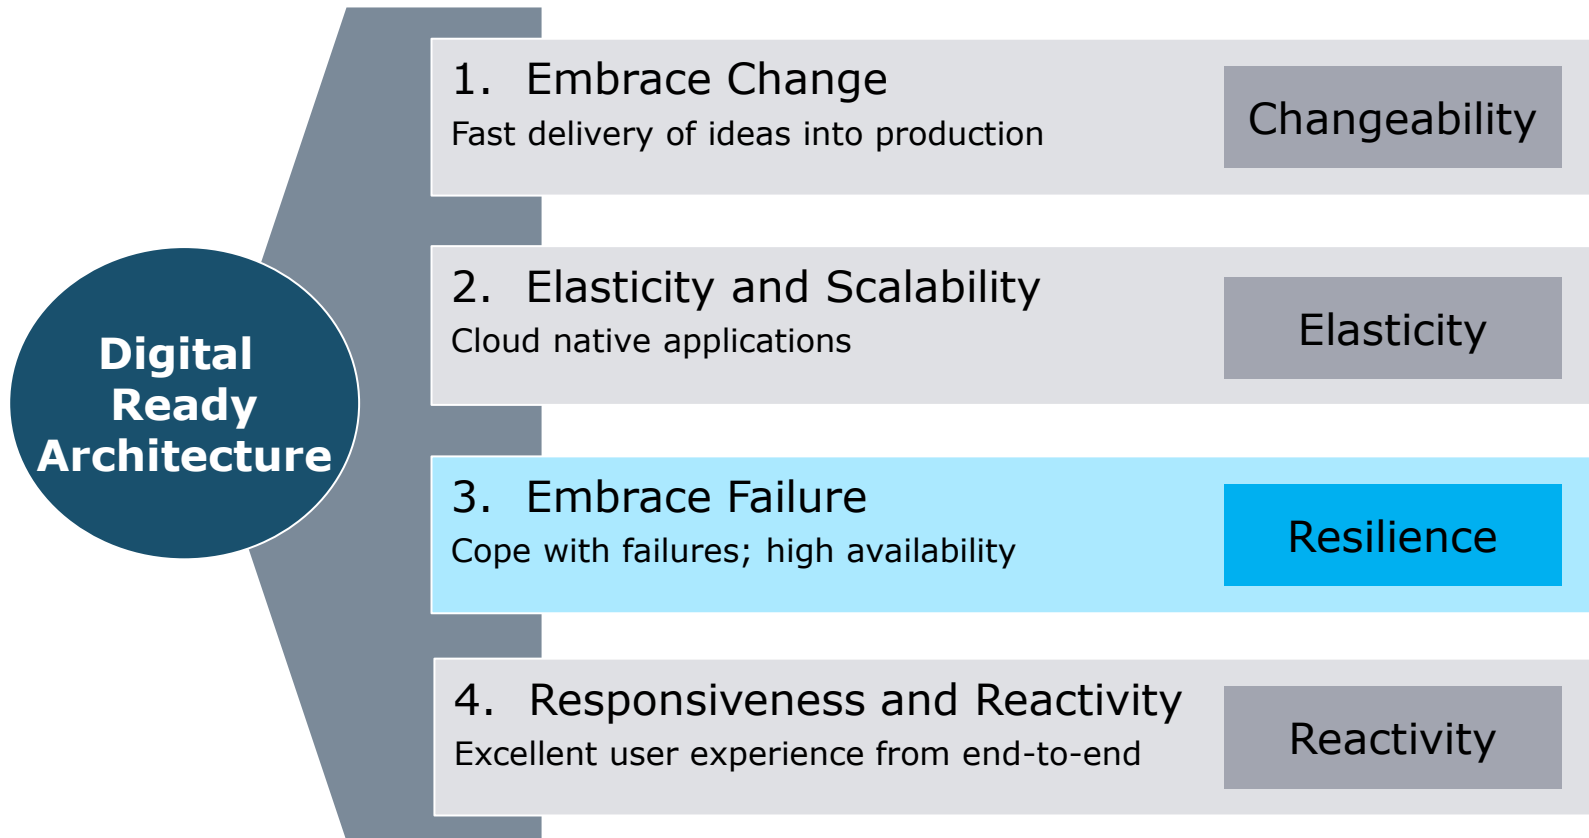 Digital
Ready
Architecture
1. Embrace Change
Fast delivery of ideas into production
Changeability
2. Elasticity and Scalability
Cloud native applications
Elasticity
3. Embrace Failure
Cope with failures; high availability
Resilience
4. Responsiveness and Reactivity
Excellent user experience from end-to-end
Reactivity